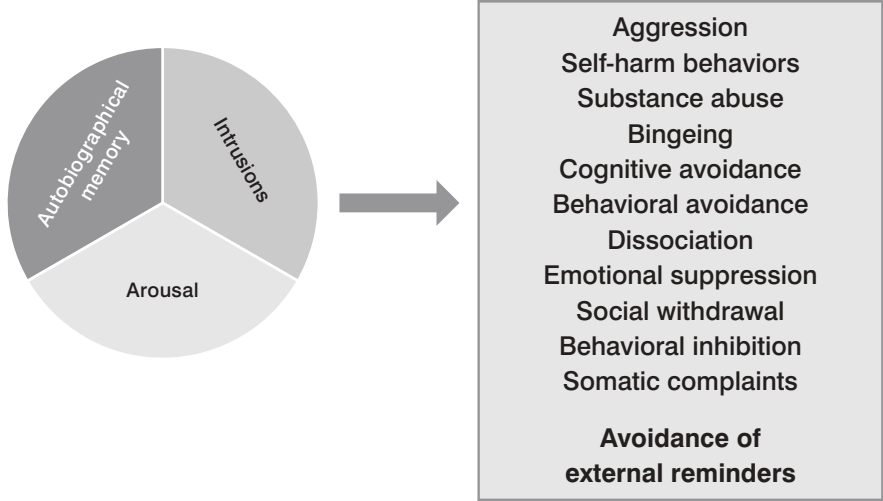 Autobiographical
memory
Intrusions
Arousal
Aggression
Self-harm behaviors
Substance abuse
Bingeing
Cognitive avoidance
Behavioral avoidance
Dissociation
Emotional suppression
Social withdrawal
Behavioral inhibition
Somatic complaints
Avoidance of
external reminders